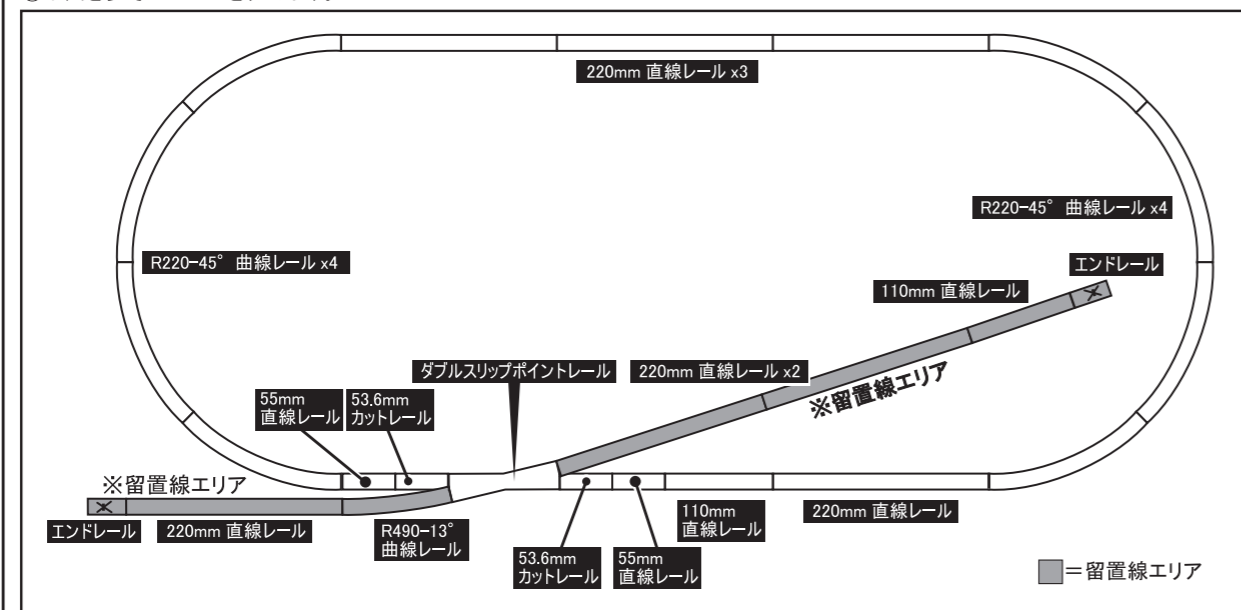 220mm 直線レール x3
R220-45° 曲線レール x4
R220-45° 曲線レール x4
エンドレール
110mm 直線レール
ダブルスリップポイントレール
220mm 直線レール x2
※留置線エリア
55mm
直線レール
53.6mm
カットレール
※留置線エリア
エンドレール
220mm 直線レール
R490-13°
曲線レール
53.6mm
カットレール
55mm
直線レール
110mm
直線レール
220mm 直線レール
=留置線エリア